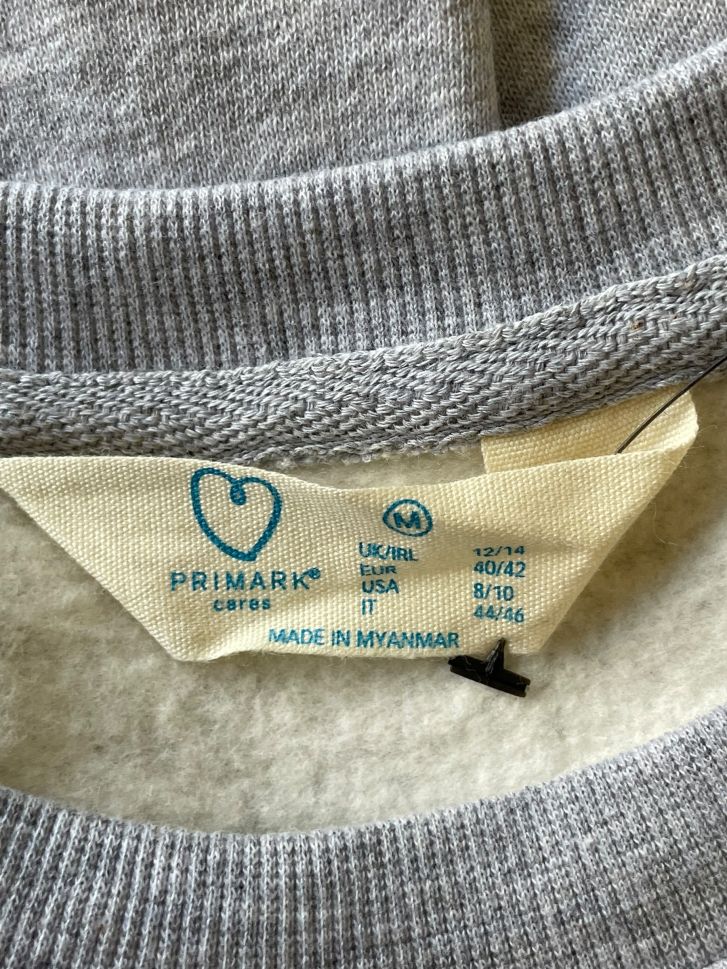 PRIMARK®
cares
M
UK/IRL 12/14
EUR 40/42
USA 8/10
IT 44/46
MADE IN MYANMAR